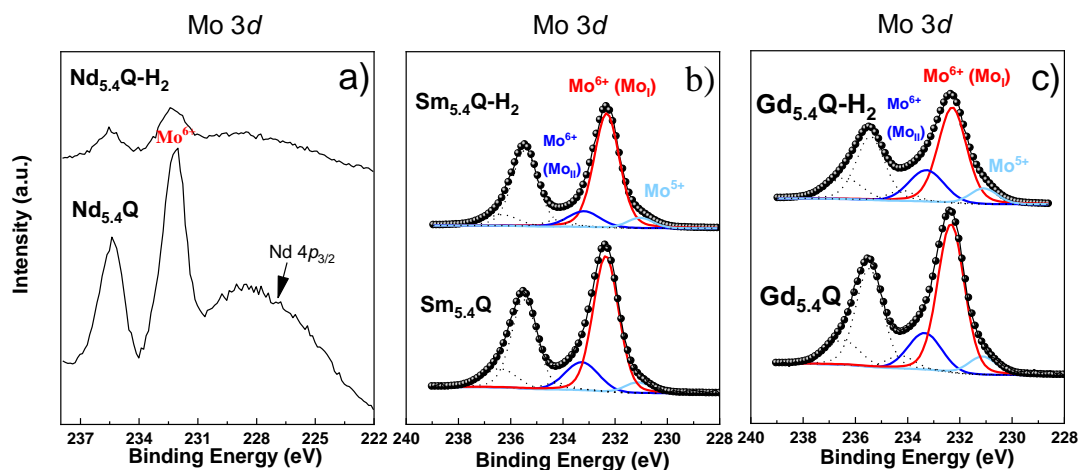 Mo 3d
Mo 3d
Mo 3d
Intensity (a.u.)
a)
Nd5.4Q-H2
Mo6+
Nd5.4Q
Nd 4p3/2
237 234 231 228 225 222
Binding Energy (eV)
b)
Mo6+ (MoI)
Sm5.4Q-H2
Mo6+
(MoII)
Mo5+
Sm5.4Q
240 238 236 234 232 230 228
Binding Energy (eV)
c)
Mo6+ (MoI)
Gd5.4Q-H2
Mo6+
(MoII)
Mo5+
Gd5.4Q
240 238 236 234 232 230 228
Binding Energy (eV)